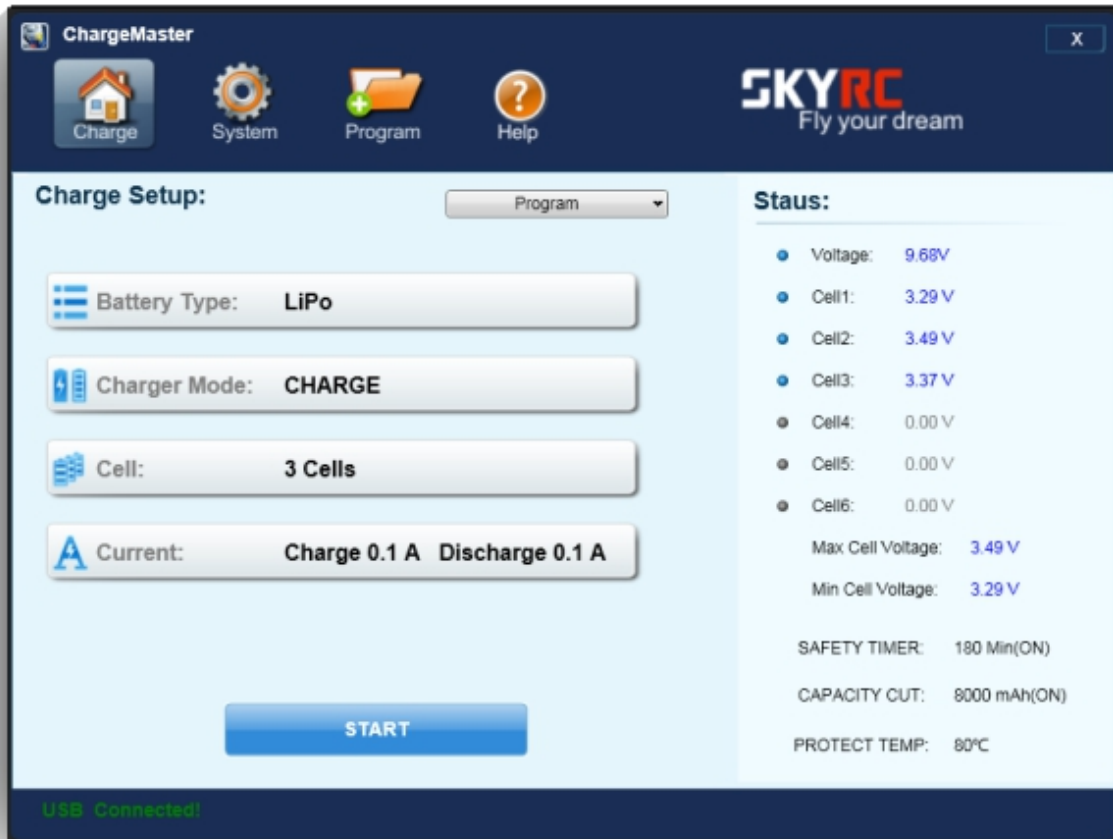 ChargeMaster
X
Charge
System
Program
Help
SKYRC
Fly your dream
Charge Setup:
Program
Battery Type: LiPo
Charger Mode: CHARGE
Cell: 3 Cells
Current: Charge 0.1 A Discharge 0.1 A
START
Staus:
Voltage: 9.68V
Cell1: 3.29 V
Cell2: 3.49 V
Cell3: 3.37 V
Cell4: 0.00 V
Cell5: 0.00 V
Cell6: 0.00 V
Max Cell Voltage: 3.49 V
Min Cell Voltage: 3.29 V
SAFETY TIMER: 180 Min(ON)
CAPACITY CUT: 8000 mAh(ON)
PROTECT TEMP: 80℃
USB Connected!